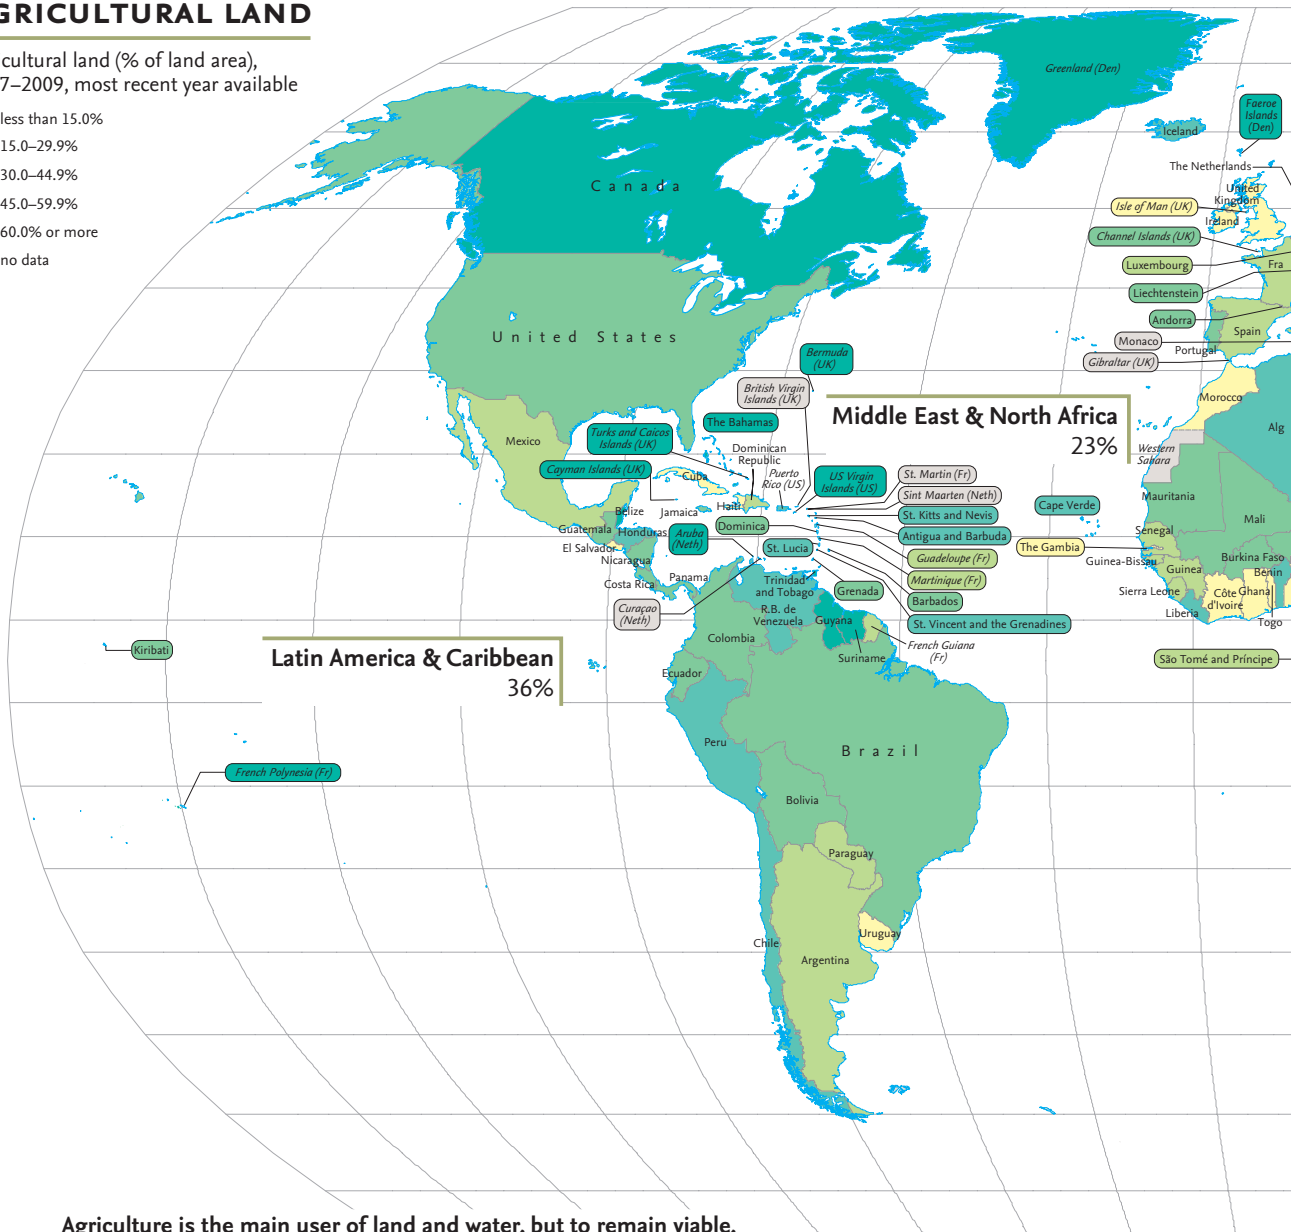 GRICULTURAL LAND
cultural land (% of land area),
7–2009, most recent year available
less than 15.0%
15.0–29.9%
30.0–44.9%
45.0–59.9%
60.0% or more
no data
Greenland (Den)
Faeroe
Islands
(Den)
Iceland
The Netherlands
Canada
United
Kingdom
Isle of Man (UK)
Ireland
Channel Islands (UK)
Luxembourg
Fra
Liechtenstein
Andorra
United States
Spain
Monaco
Portugal
Gibraltar (UK)
Bermuda
(UK)
British Virgin
Islands (UK)
Morocco
Middle East & North Africa
23%
The Bahamas
Turks and Caicos
Islands (UK)
Mexico
Alg
Dominican
Republic
Western
Sahara
Cayman Islands (UK)
Cuba
Puerto
Rico (US)
US Virgin
Islands (US)
St. Martin (Fr)
Sint Maarten (Neth)
Mauritania
Cape Verde
Haiti
Belize
Jamaica
St. Kitts and Nevis
Mali
Guatemala
Honduras
Dominica
Antigua and Barbuda
Senegal
Aruba
(Neth)
El Salvador
St. Lucia
The Gambia
Guadeloupe (Fr)
Burkina Faso
Nicaragua
Guinea-Bissau
Guinea
Benin
Costa Rica
Panama
Trinidad
and Tobago
Martinique (Fr)
Grenada
Barbados
Sierra Leone
Côte
d'Ivoire
Ghana
Curaçao
(Neth)
R.B. de
Venezuela
Guyana
St. Vincent and the Grenadines
Liberia
Togo
Colombia
French Guiana
(Fr)
Suriname
Kiribati
Latin America & Caribbean
36%
São Tomé and Príncipe
Ecuador
Peru
Brazil
French Polynesia (Fr)
Bolivia
Paraguay
Uruguay
Chile
Argentina
Agriculture is the main user of land and water, but to remain viable,